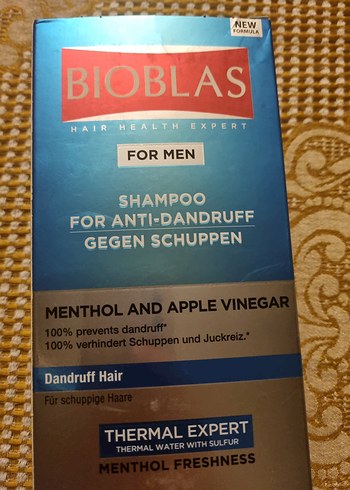 NEW
FORMULA
BIOBLAS
HAIR HEALTH EXPERT
FOR MEN
SHAMPOO
FOR ANTI-DANDRUFF
GEGEN SCHUPPEN
MENTHOL AND APPLE VINEGAR
100% prevents dandruff*
100% verhindert Schuppen und Juckreiz.*
Dandruff Hair
Für schuppige Haare
THERMAL EXPERT
THERMAL WATER WITH SULFUR
MENTHOL FRESHNESS